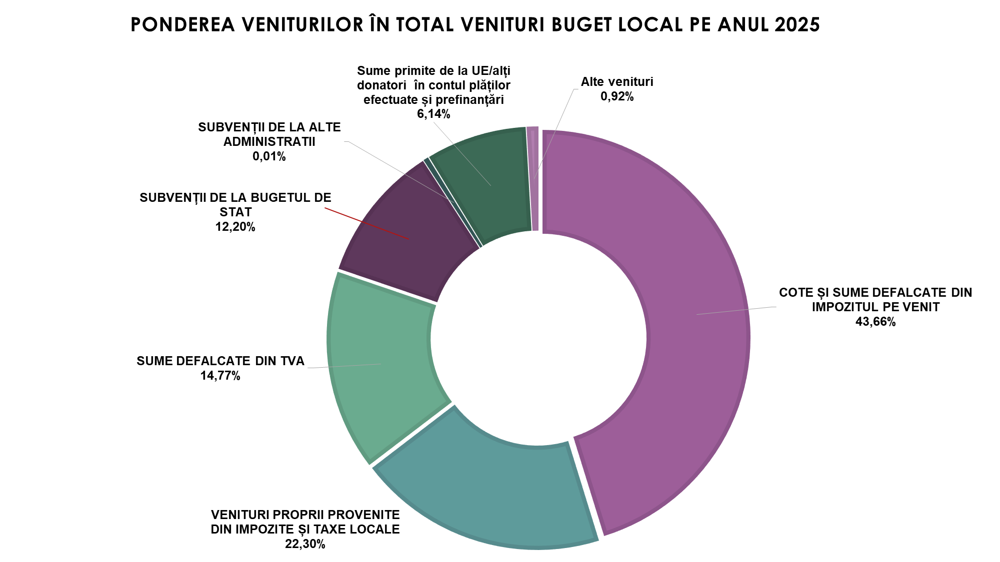 PONDEREA VENITURILOR ÎN TOTAL VENITURI BUGET LOCAL PE ANUL 2025
Sume primite de la UE/alți
donatori  în contul plăților
efectuate și prefinanțări
6,14%
Alte venituri
0,92%
SUBVENȚII DE LA ALTE
ADMINISTRATII
0,01%
SUBVENȚII DE LA BUGETUL DE
STAT
12,20%
COTE ȘI SUME DEFALCATE DIN
IMPOZITUL PE VENIT
43,66%
SUME DEFALCATE DIN TVA
14,77%
VENITURI PROPRII PROVENITE
DIN IMPOZITE ȘI TAXE LOCALE
22,30%